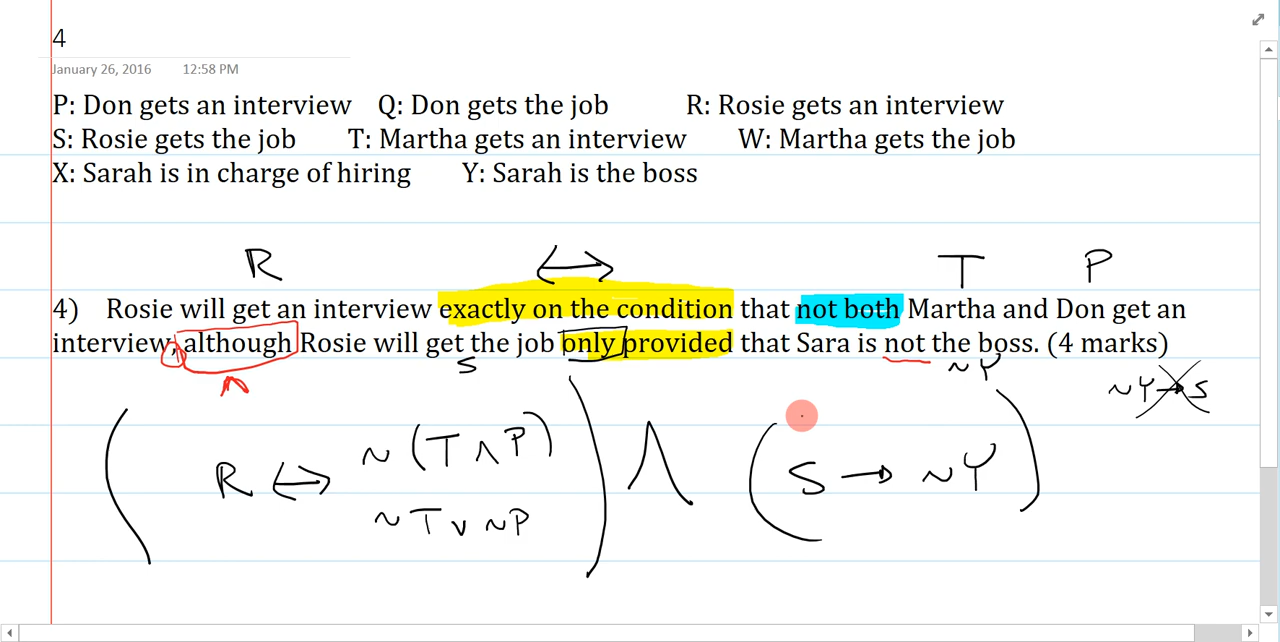 4
January 26, 2016 12:58 PM
P: Don gets an interview Q: Don gets the job R: Rosie gets an interview
S: Rosie gets the job T: Martha gets an interview W: Martha gets the job
X: Sarah is in charge of hiring Y: Sarah is the boss
R ↔ T P
4) Rosie will get an interview exactly on the condition that not both Martha and Don get an
interview, although Rosie will get the job only provided that Sara is not the boss. (4 marks)
∧ S ~Y ~Y → S
~(T ∧ P)
(R ↔ ) ∧ (S → ~Y)
~T ∨ ~P